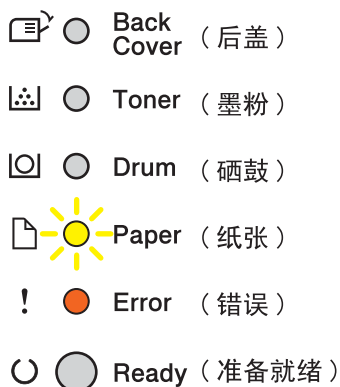 Back
Cover （后盖）
Toner （墨粉）
Drum （硒鼓）
Paper （纸张）
! Error （错误）
Ready （准备就绪）